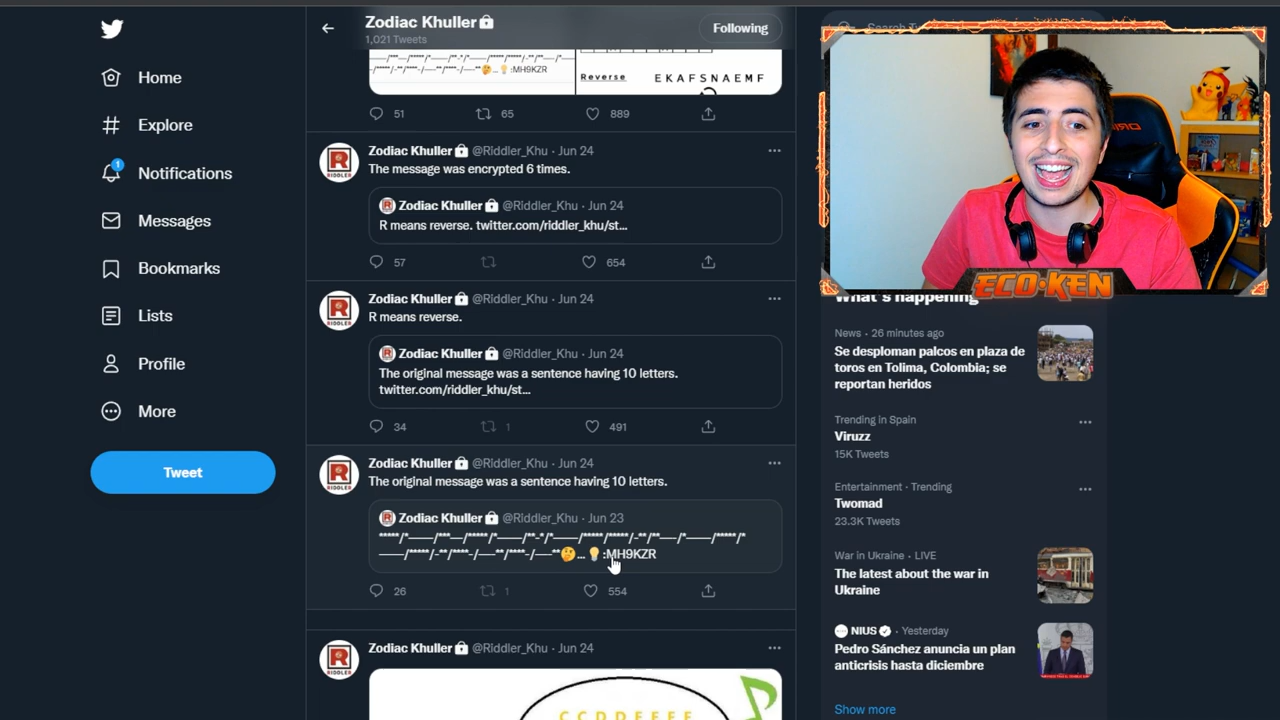 Zodiac Khuller
1,021 Tweets
Following
Search T
Home
Explore
1
Notifications
Messages
Bookmarks
Lists
Profile
More
Tweet
:MH9KZR
Reverse
EKAFSNAEMF
51
65
889
RIDDLER
Zodiac Khuller @Riddler_Khu · Jun 24
The message was encrypted 6 times.
Zodiac Khuller @Riddler_Khu · Jun 24
R means reverse. twitter.com/riddler_khu/st...
57
654
RIDDLER
Zodiac Khuller @Riddler_Khu · Jun 24
R means reverse.
Zodiac Khuller @Riddler_Khu · Jun 24
The original message was a sentence having 10 letters.
twitter.com/riddler_khu/st...
34
1
491
RIDDLER
Zodiac Khuller @Riddler_Khu · Jun 24
The original message was a sentence having 10 letters.
Zodiac Khuller @Riddler_Khu · Jun 23
🤔... 💡:MH9KZR
26
1
554
RIDDLER
Zodiac Khuller @Riddler_Khu · Jun 24
C C D D E E E E
ECO·KEN
What's happening
News · 26 minutes ago
Se desploman palcos en plaza de
toros en Tolima, Colombia; se
reportan heridos
Trending in Spain
Viruzz
15K Tweets
Entertainment · Trending
Twomad
23.3K Tweets
War in Ukraine · LIVE
The latest about the war in
Ukraine
NIUS · Yesterday
Pedro Sánchez anuncia un plan
anticrisis hasta diciembre
Show more